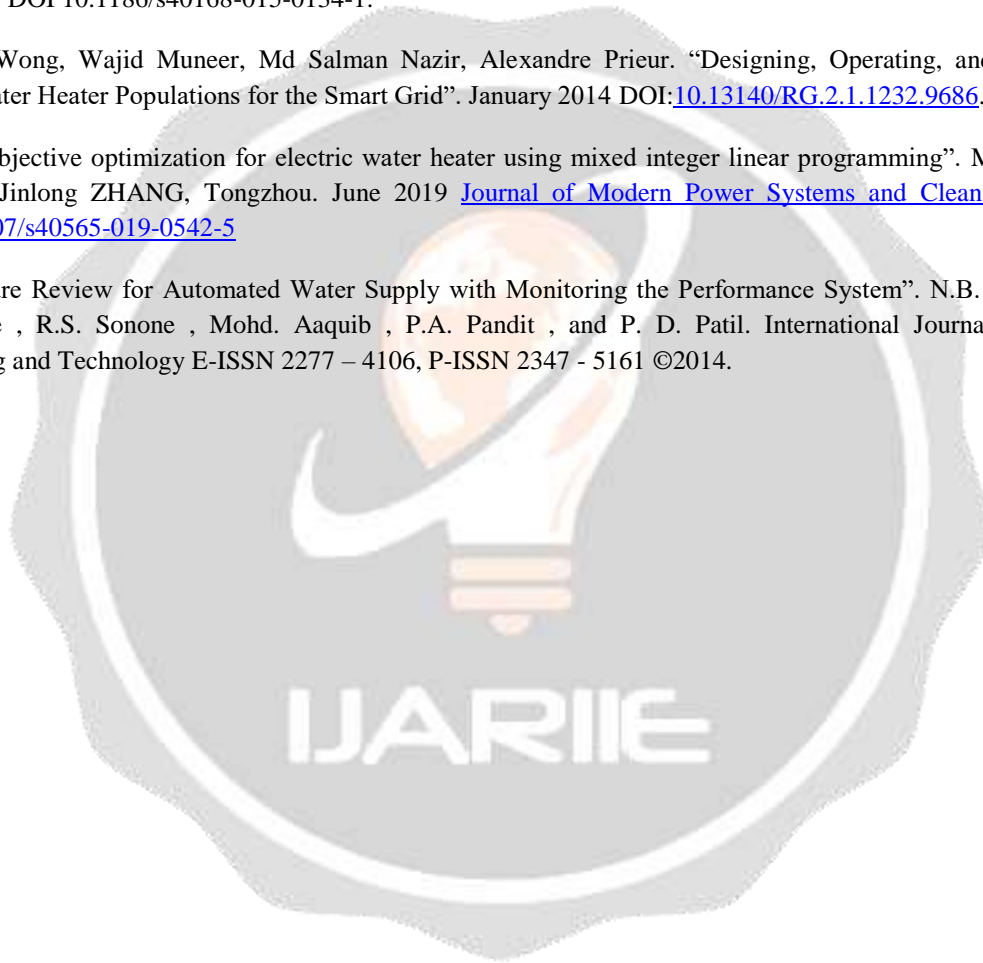 DOI 10.1186/s40168-015-0134-1.
Wong, Wajid Muneer, Md Salman Nazir, Alexandre Prieur. “Designing, Operating, and
ater Heater Populations for the Smart Grid”. January 2014 DOI:10.13140/RG.2.1.1232.9686.
bjective optimization for electric water heater using mixed integer linear programming”. M
Jinlong ZHANG, Tongzhou. June 2019 Journal of Modern Power Systems and Clean
07/s40565-019-0542-5
re Review for Automated Water Supply with Monitoring the Performance System”. N.B.
e , R.S. Sonone , Mohd. Aaquib , P.A. Pandit , and P. D. Patil. International Journa
g and Technology E-ISSN 2277 – 4106, P-ISSN 2347 - 5161 ©2014.
IJARIIE